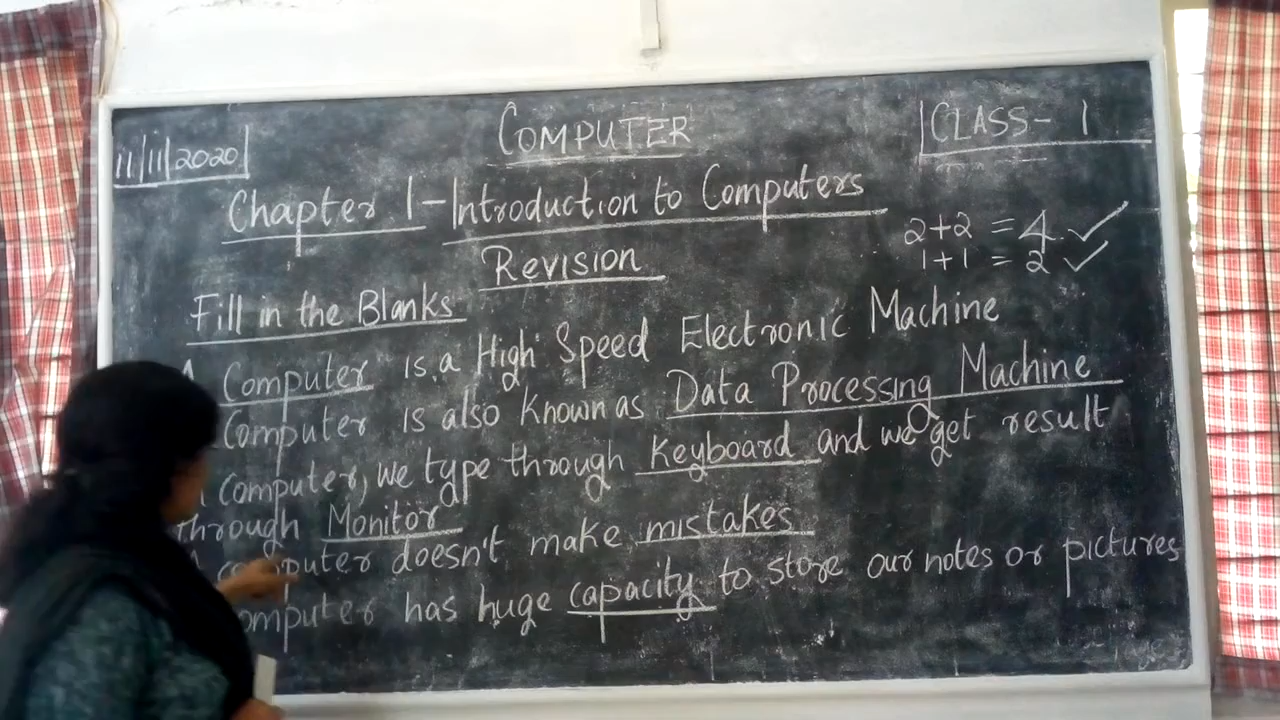 11/11/2020
COMPUTER
CLASS- 1
Chapter 1-Introduction to Computers
Revision
2+2 = 4 ✓
1+1 = 2 ✓
Fill in the Blanks
A Computer is a High Speed Electronic Machine
Computer is also known as Data Processing Machine
Computer, we type through Keyboard and we get result
through Monitor
computer doesn't make mistakes
omputer has huge capacity to store our notes or pictures